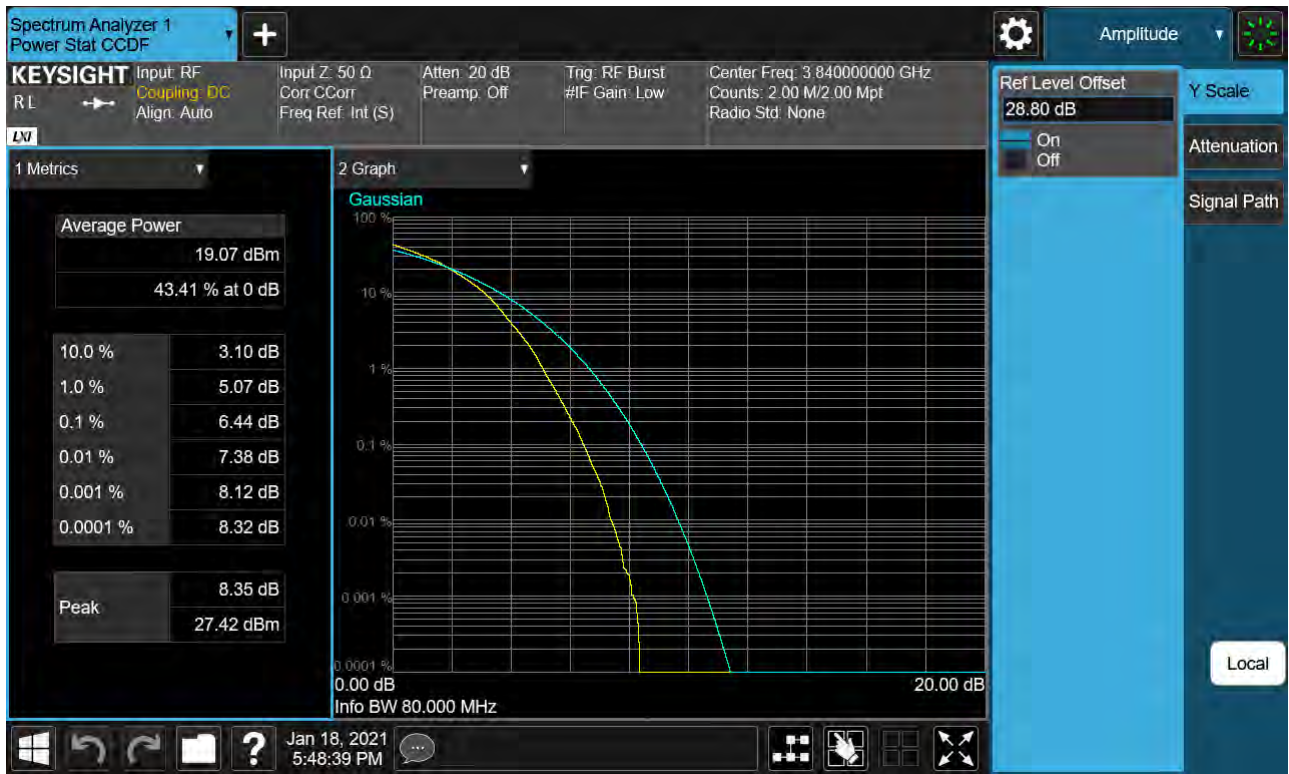 Spectrum Analyzer 1
Power Stat CCDF
+
Amplitude
KEYSIGHT
RL
LXI
Input: RF
Coupling: DC
Align: Auto
Input Z: 50 Ω
Corr CCorr
Freq Ref: Int (S)
Atten: 20 dB
Preamp: Off
Trig: RF Burst
#IF Gain: Low
Center Freq: 3.840000000 GHz
Counts: 2.00 M/2.00 Mpt
Radio Std: None
Ref Level Offset
28.80 dB
On
Off
Y Scale
Attenuation
Signal Path
Local
1 Metrics
Average Power
19.07 dBm
43.41 % at 0 dB
10.0 % 3.10 dB
1.0 % 5.07 dB
0.1 % 6.44 dB
0.01 % 7.38 dB
0.001 % 8.12 dB
0.0001 % 8.32 dB
Peak 8.35 dB
27.42 dBm
2 Graph
Gaussian
100 %
10 %
1 %
0.1 %
0.01 %
0.001 %
0.0001 %
0.00 dB 20.00 dB
Info BW 80.000 MHz
?
Jan 18, 2021
5:48:39 PM